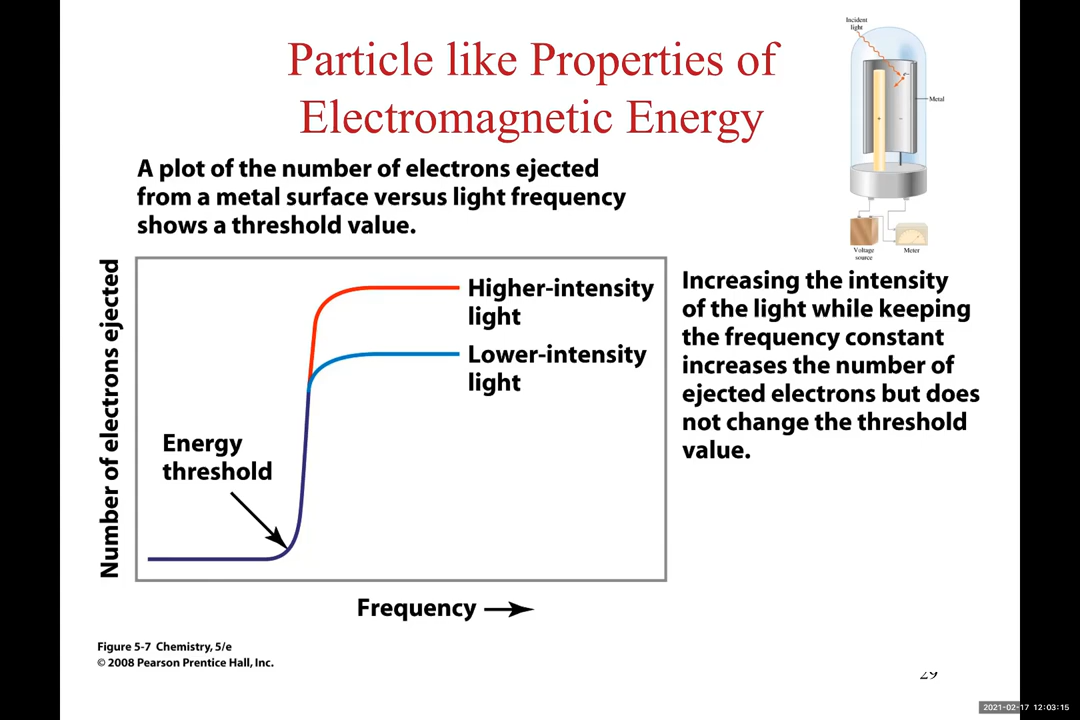 Particle like Properties of
Electromagnetic Energy
Incident
light
Metal
Voltage
source
Meter
A plot of the number of electrons ejected
from a metal surface versus light frequency
shows a threshold value.
Number of electrons ejected
Higher-intensity
light
Lower-intensity
light
Energy
threshold
Frequency
Increasing the intensity
of the light while keeping
the frequency constant
increases the number of
ejected electrons but does
not change the threshold
value.
Figure 5-7 Chemistry, 5/e
© 2008 Pearson Prentice Hall, Inc.
29
2021-02-17 12:03:15